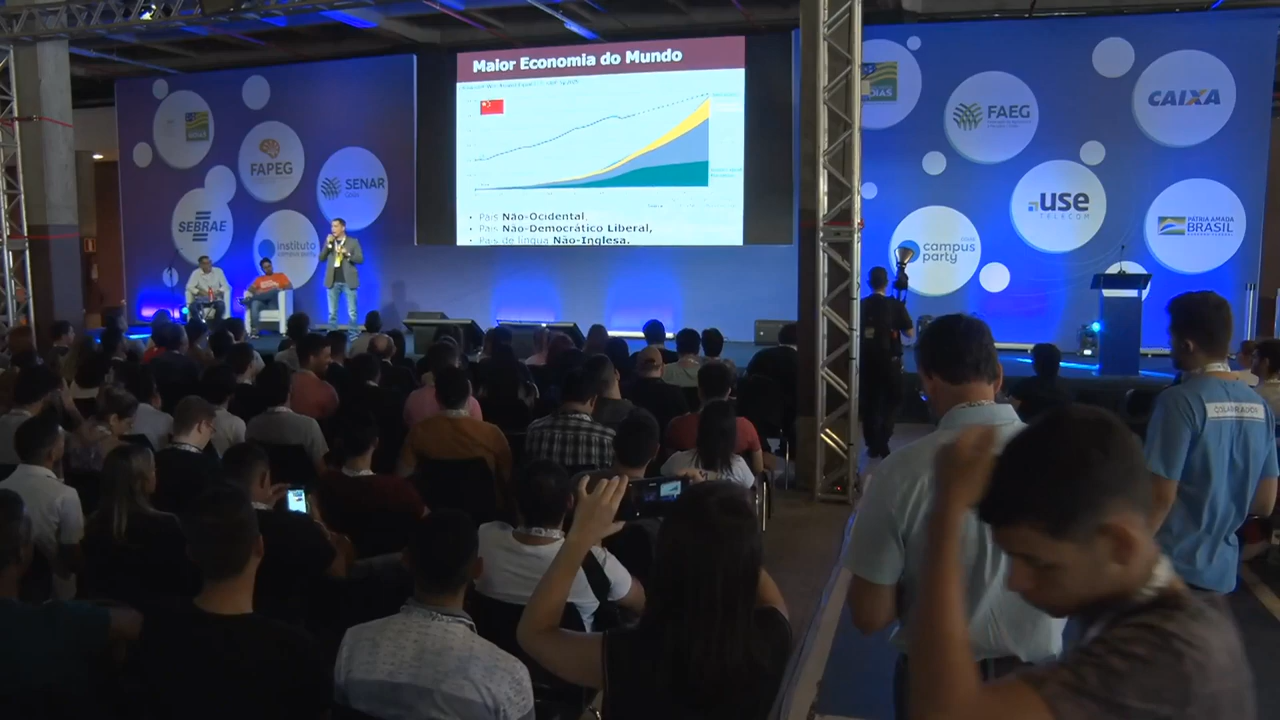 Maior Economia do Mundo
• País Não-Ocidental,
• País Não-Democrático Liberal,
• País de língua Não-Inglesa.
FAPEG
SENAR
SEBRAE
instituto
campus party
GOIÁS
FAEG
CAIXA
USE
TELECOM
campus
party
PÁTRIA AMADA
BRASIL